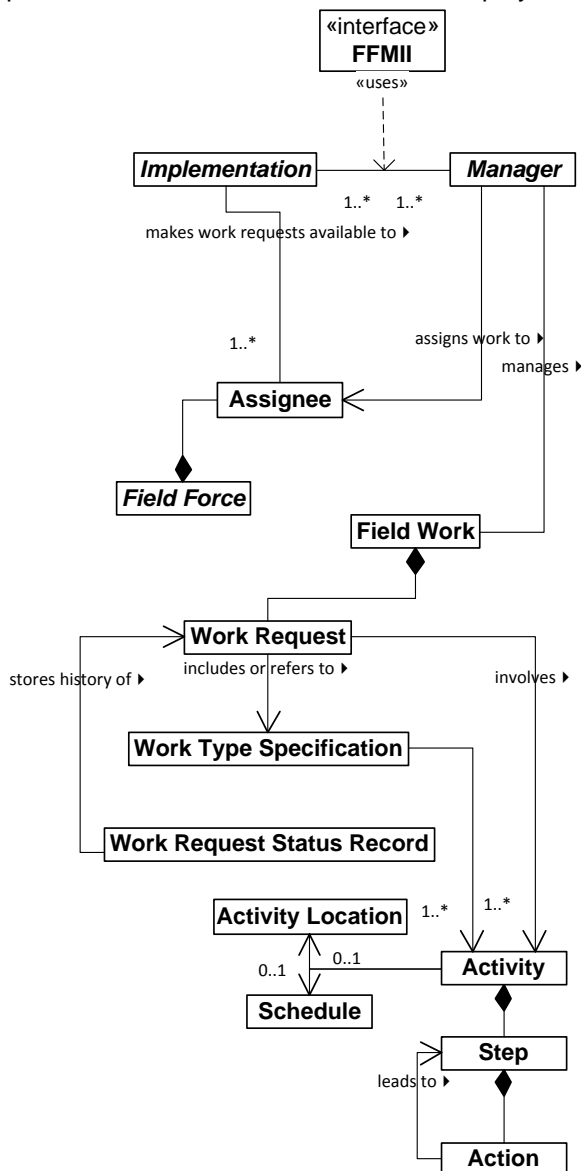 «interface»
FFMII
«uses»
Implementation
Manager
1..* 1..*
makes work requests available to
1..*
assigns work to
manages
Assignee
Field Force
Field Work
Work Request
stores history of
includes or refers to
involves
Work Type Specification
Work Request Status Record
Activity Location
1..*
1..*
0..1
0..1
Activity
Schedule
Step
leads to
Action